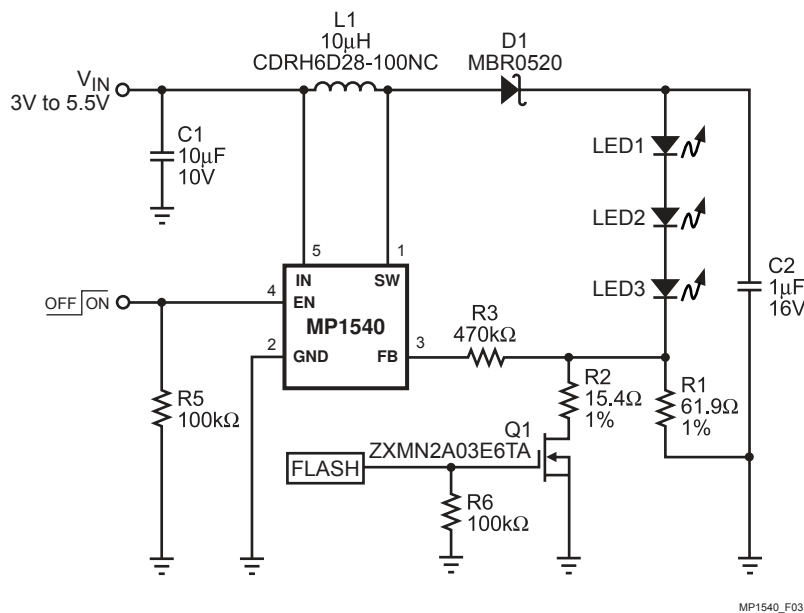 L1
10µH
CDRH6D28-100NC
D1
MBR0520
VIN
3V to 5.5V
C1
10µF
10V
LED1
LED2
LED3
C2
1µF
16V
5
1
IN
SW
OFF ON
4
EN
MP1540
2
GND
FB
3
R3
470kΩ
R2
15.4Ω
1%
R1
61.9Ω
1%
R5
100kΩ
Q1
ZXMN2A03E6TA
FLASH
R6
100kΩ
MP1540_F03